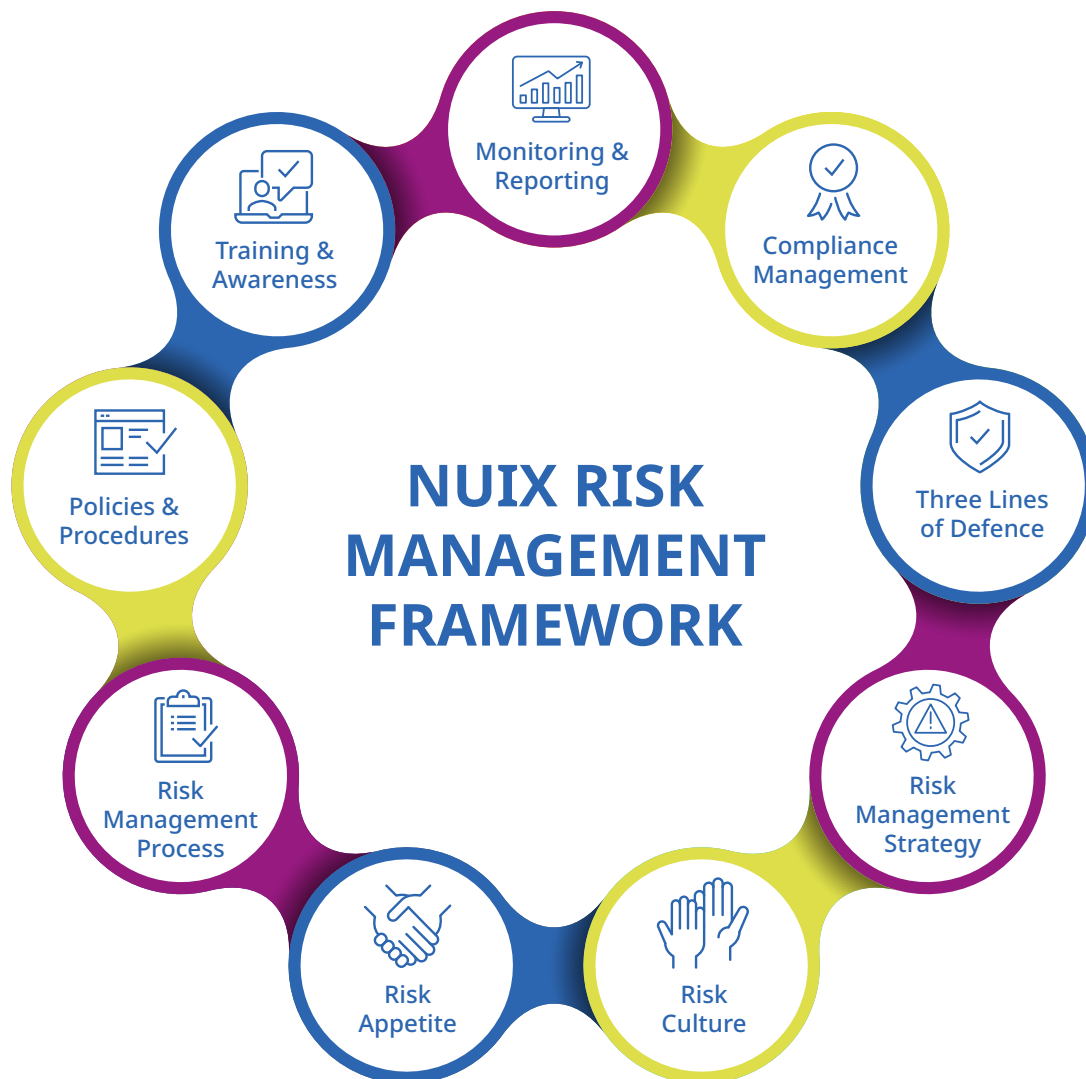 Monitoring &
Reporting
Compliance
Management
Three Lines
of Defence
Risk
Management
Strategy
Risk
Culture
Risk
Appetite
Risk
Management
Process
Policies &
Procedures
Training &
Awareness
NUIX RISK
MANAGEMENT
FRAMEWORK